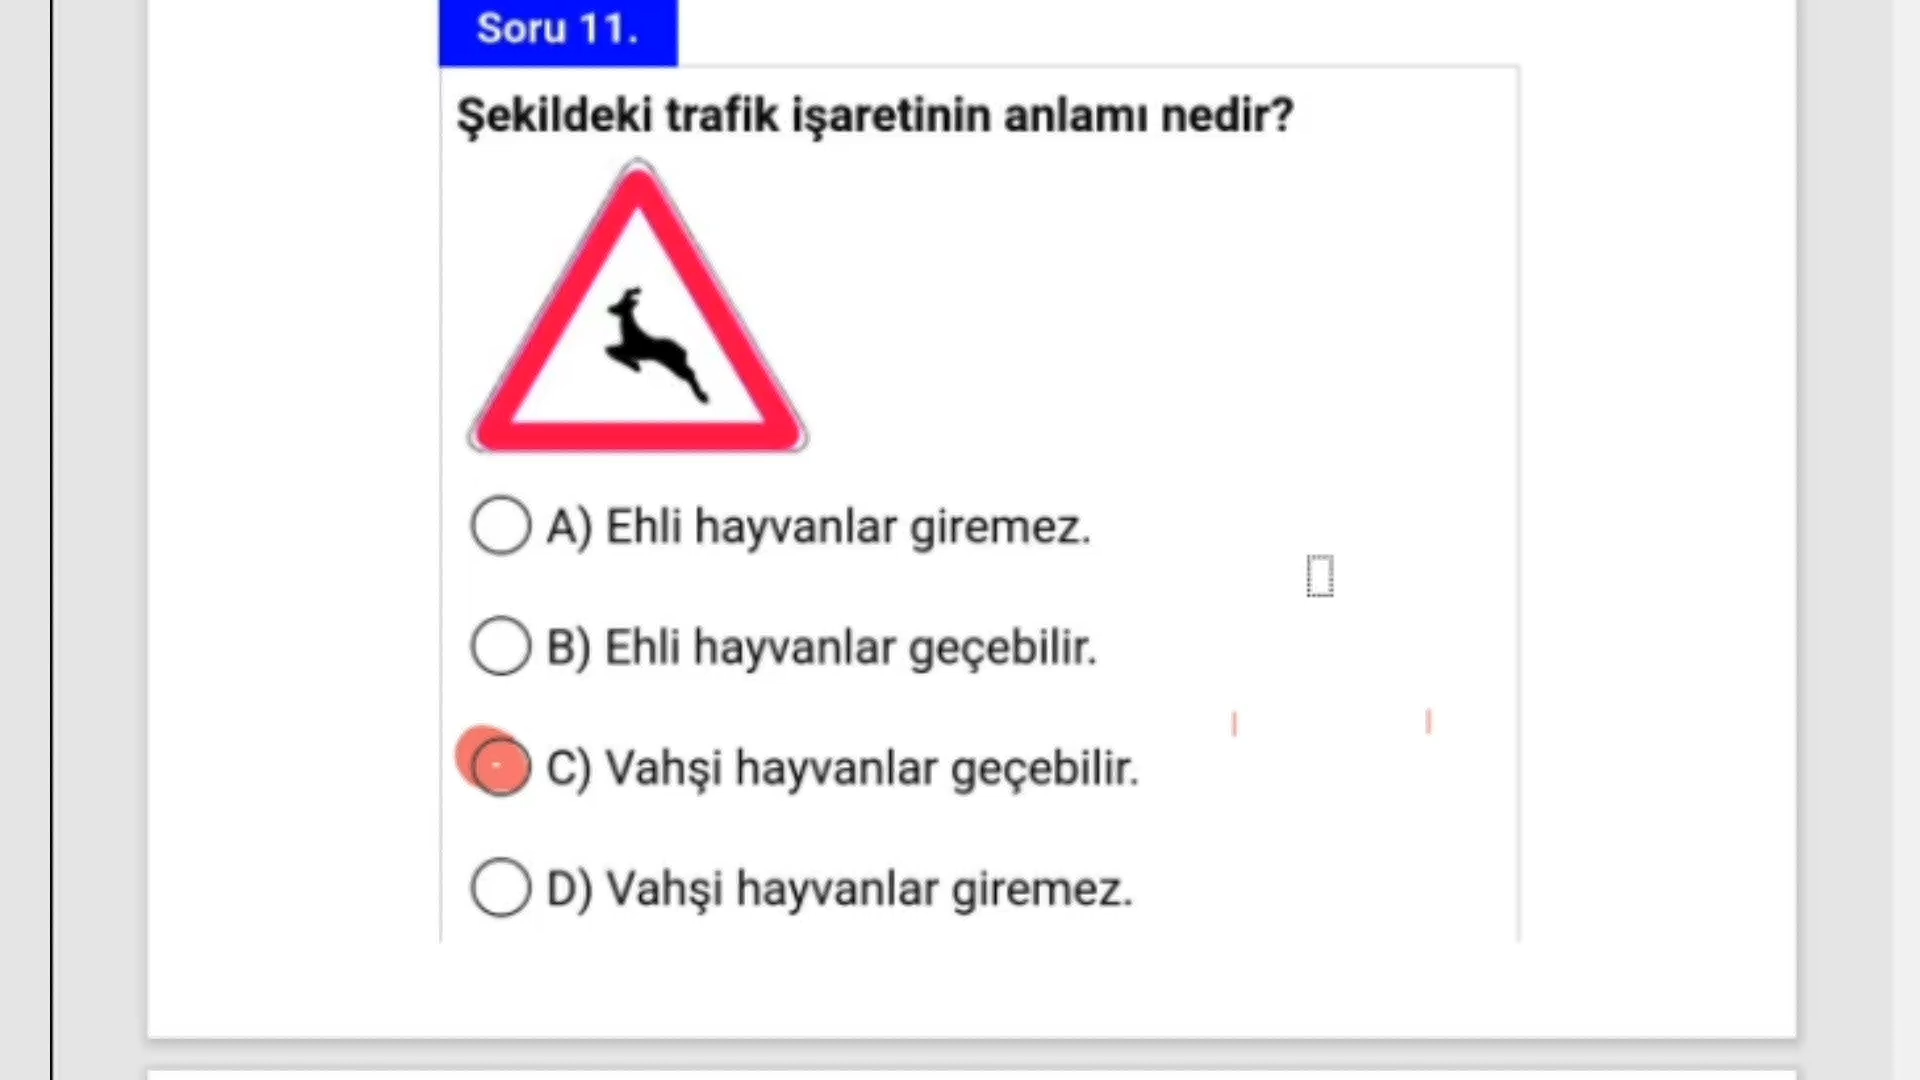 Soru 11.
Şekildeki trafik işaretinin anlamı nedir?
A) Ehli hayvanlar giremez.
B) Ehli hayvanlar geçebilir.
C) Vahşi hayvanlar geçebilir.
D) Vahşi hayvanlar giremez.